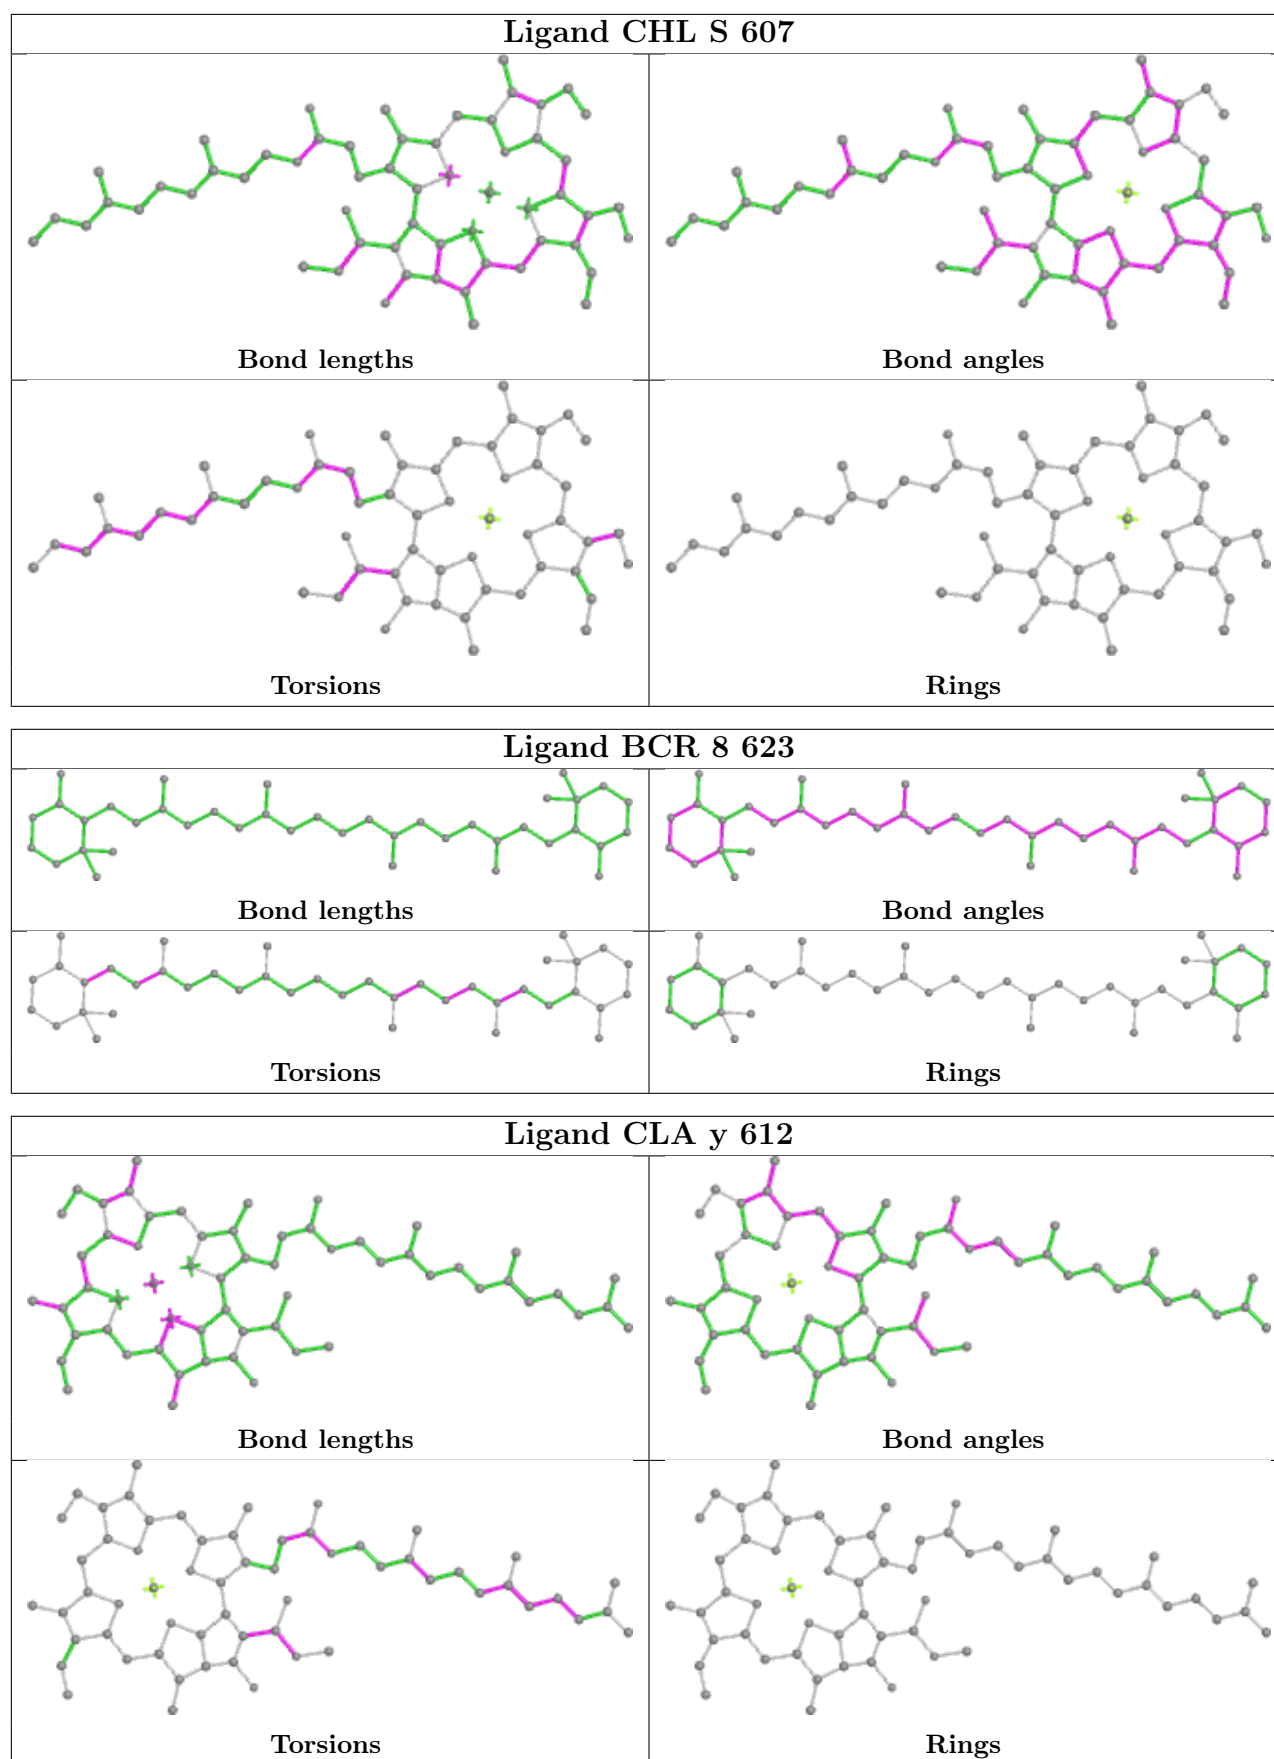 Ligand CHL S 607
Bond lengths
Bond angles
Torsions
Rings
Ligand BCR 8 623
Bond lengths
Bond angles
Torsions
Rings
Ligand CLA y 612
Bond lengths
Bond angles
Torsions
Rings